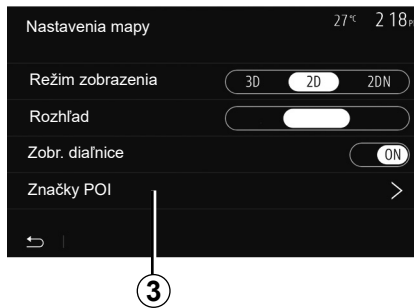 Nastavenia mapy 27°C 2 18 P
Režim zobrazenia 3D 2D 2DN
Rozhľad
Zobr. diaľnice ON
Značky POI
3